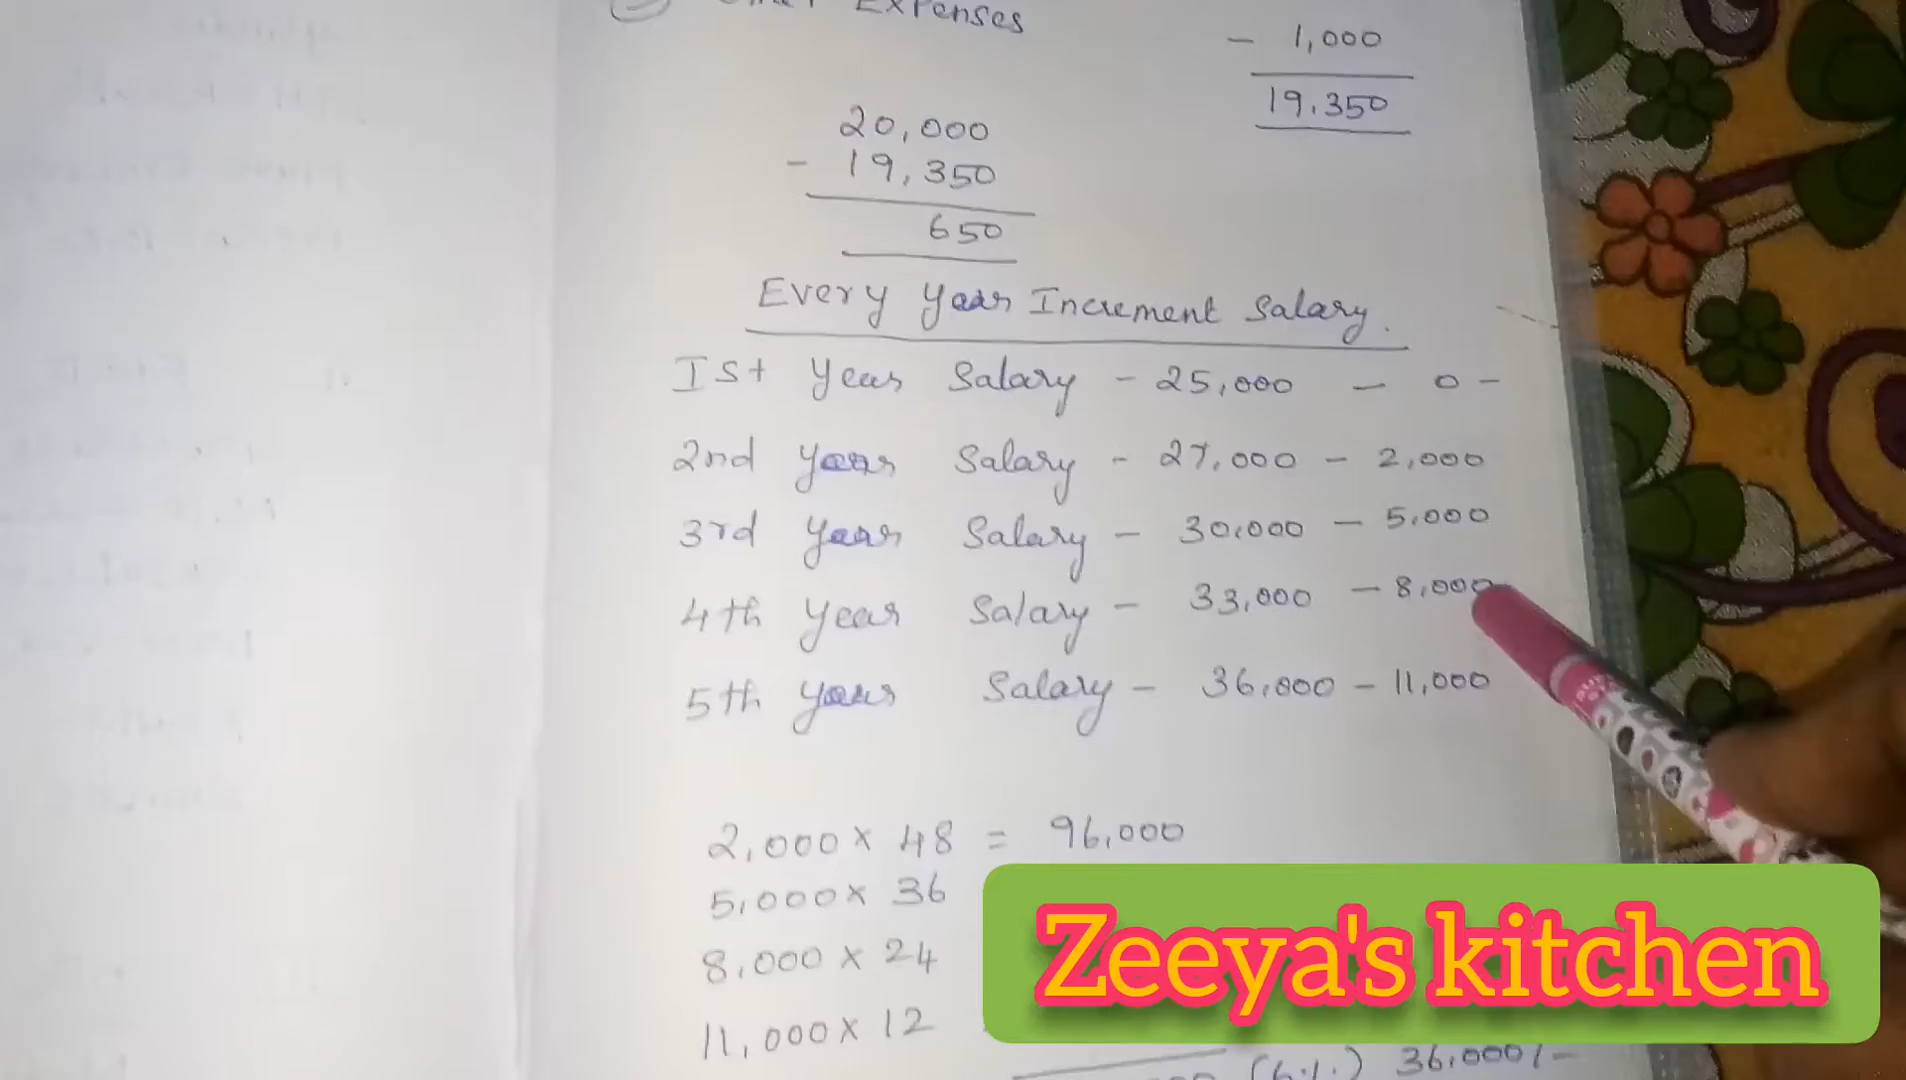 Expenses
- 1,000
19.350
20,000
- 19,350
650
Every Year Increment Salary.
Ist Year Salary - 25,000 - 0 -
2nd Year Salary - 27,000 - 2,000
3rd Year Salary - 30,000 - 5,000
4th Year Salary - 33,000 - 8,000
5th Year Salary - 36,000 - 11,000
2,000 x 48 = 96,000
5,000 x 36
8,000 x 24
11,000 x 12
(6%) 36,000/-
Zeeya's kitchen